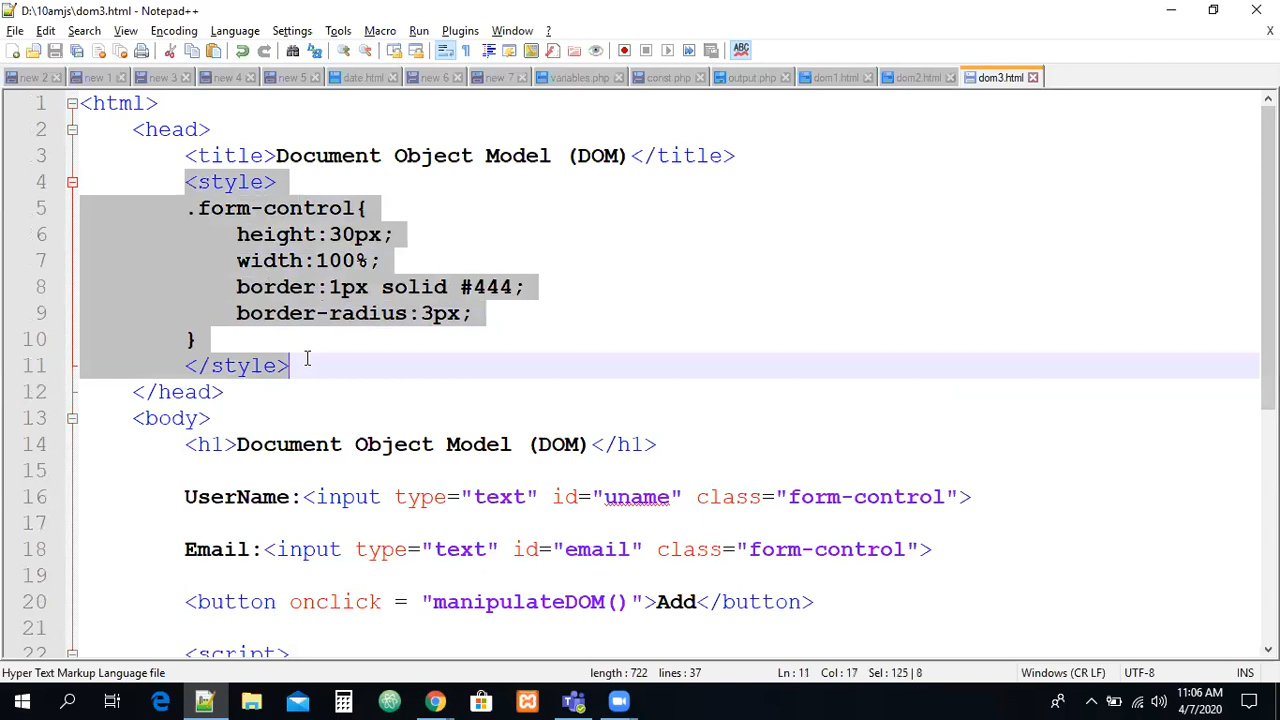 D:\10amjs\dom3.html - Notepad++
File Edit Search View Encoding Language Settings Tools Macro Run Plugins Window ? X
new 2 new 1 new 3 new 4 new 5 date.html new 6 new 7 variables.php const.php output.php dom1.html dom2.html dom3.html
1 <html>
2 <head>
3 <title>Document Object Model (DOM)</title>
4 <style>
5 .form-control{
6 height:30px;
7 width:100%;
8 border:1px solid #444;
9 border-radius:3px;
10 }
11 </style>
12 </head>
13 <body>
14 <h1>Document Object Model (DOM)</h1>
15
16 UserName:<input type="text" id="uname" class="form-control">
17
18 Email:<input type="text" id="email" class="form-control">
19
20 <button onclick = "manipulateDOM()">Add</button>
21
22 <script>
Hyper Text Markup Language file length : 722 lines : 37 Ln : 11 Col : 17 Sel : 125 | 8 Windows (CR LF) UTF-8 INS
11:06 AM
4/7/2020